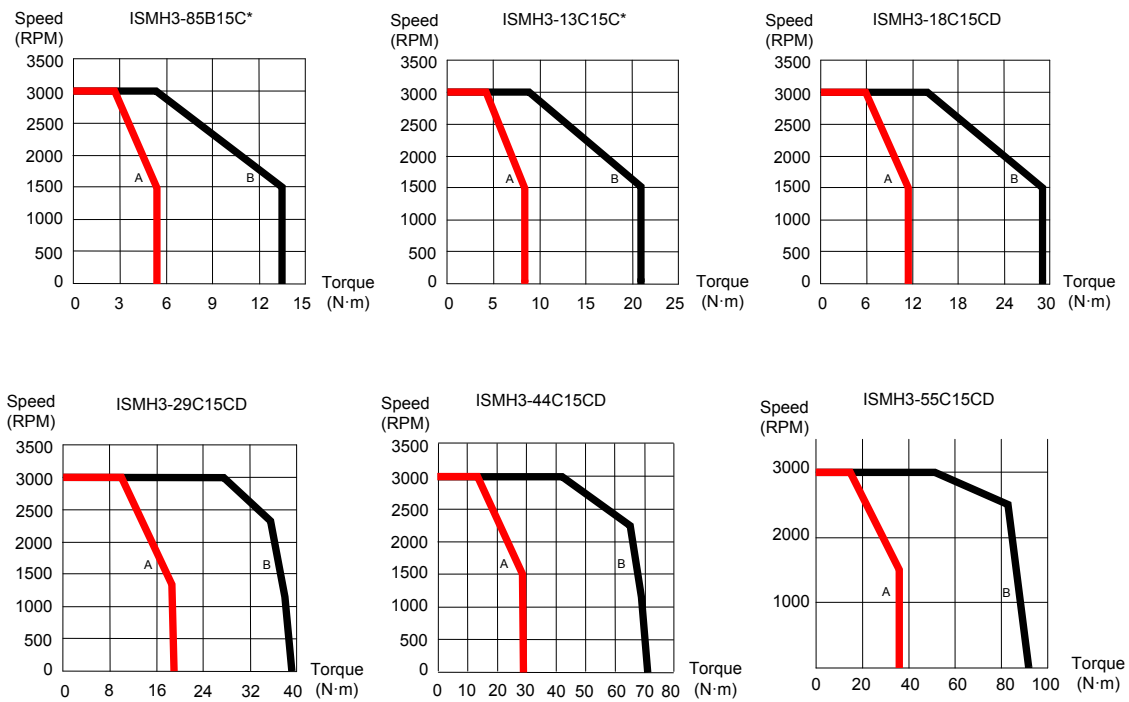 Speed
(RPM)
ISMH3-85B15C*
3500
3000
2500
2000
1500
1000
500
0
A
B
0 3 6 9 12 15
Torque
(N·m)
Speed
(RPM)
ISMH3-13C15C*
3500
3000
2500
2000
1500
1000
500
0
A
B
0 5 10 15 20 25
Torque
(N·m)
Speed
(RPM)
ISMH3-18C15CD
3500
3000
2500
2000
1500
1000
500
0
A
B
0 6 12 18 24 30
Torque
(N·m)
Speed
(RPM)
ISMH3-29C15CD
3500
3000
2500
2000
1500
1000
500
0
A
B
0 8 16 24 32 40
Torque
(N·m)
Speed
(RPM)
ISMH3-44C15CD
3500
3000
2500
2000
1500
1000
500
0
A
B
0 10 20 30 40 50 60 70 80
Torque
(N·m)
Speed
(RPM)
ISMH3-55C15CD
3000
2000
1000
A
B
0 20 40 60 80 100
Torque
(N·m)